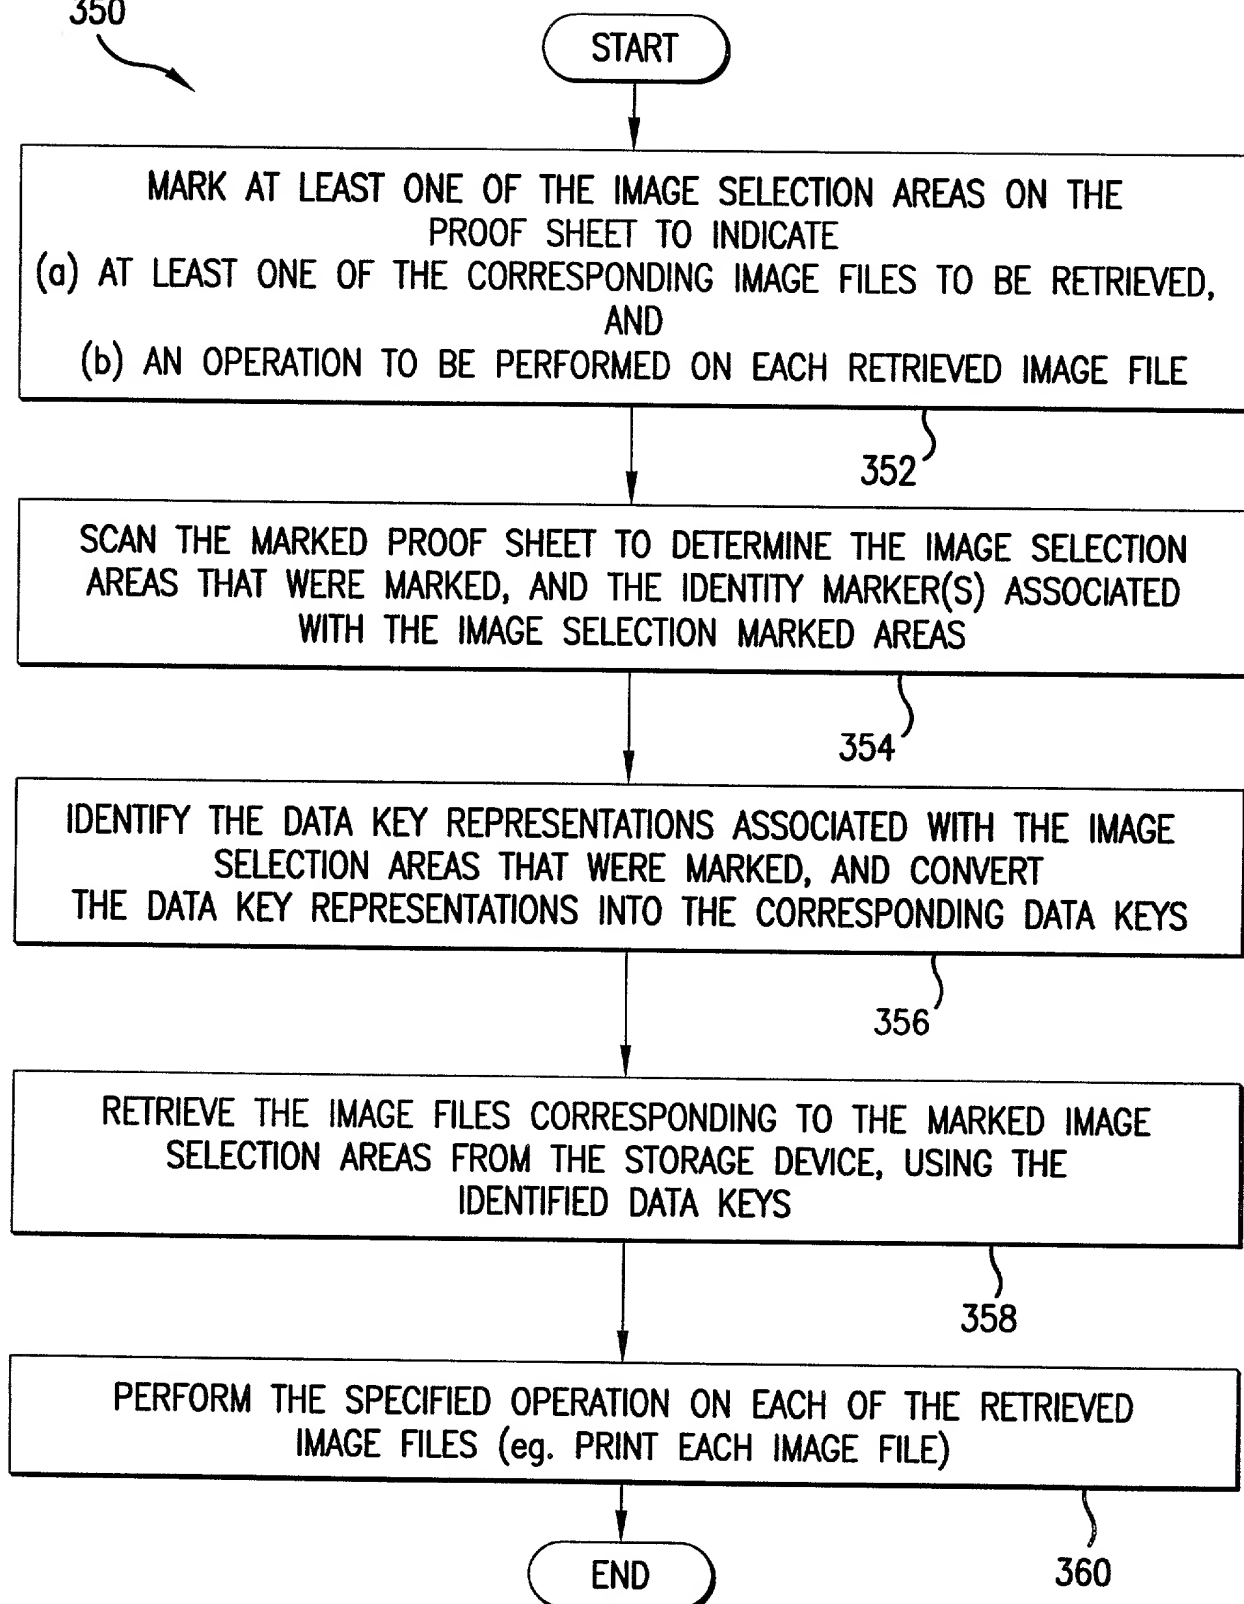 350
START
MARK AT LEAST ONE OF THE IMAGE SELECTION AREAS ON THE
PROOF SHEET TO INDICATE
(a) AT LEAST ONE OF THE CORRESPONDING IMAGE FILES TO BE RETRIEVED,
AND
(b) AN OPERATION TO BE PERFORMED ON EACH RETRIEVED IMAGE FILE
352
SCAN THE MARKED PROOF SHEET TO DETERMINE THE IMAGE SELECTION
AREAS THAT WERE MARKED, AND THE IDENTITY MARKER(S) ASSOCIATED
WITH THE IMAGE SELECTION MARKED AREAS
354
IDENTIFY THE DATA KEY REPRESENTATIONS ASSOCIATED WITH THE IMAGE
SELECTION AREAS THAT WERE MARKED, AND CONVERT
THE DATA KEY REPRESENTATIONS INTO THE CORRESPONDING DATA KEYS
356
RETRIEVE THE IMAGE FILES CORRESPONDING TO THE MARKED IMAGE
SELECTION AREAS FROM THE STORAGE DEVICE, USING THE
IDENTIFIED DATA KEYS
358
PERFORM THE SPECIFIED OPERATION ON EACH OF THE RETRIEVED
IMAGE FILES (eg. PRINT EACH IMAGE FILE)
360
END